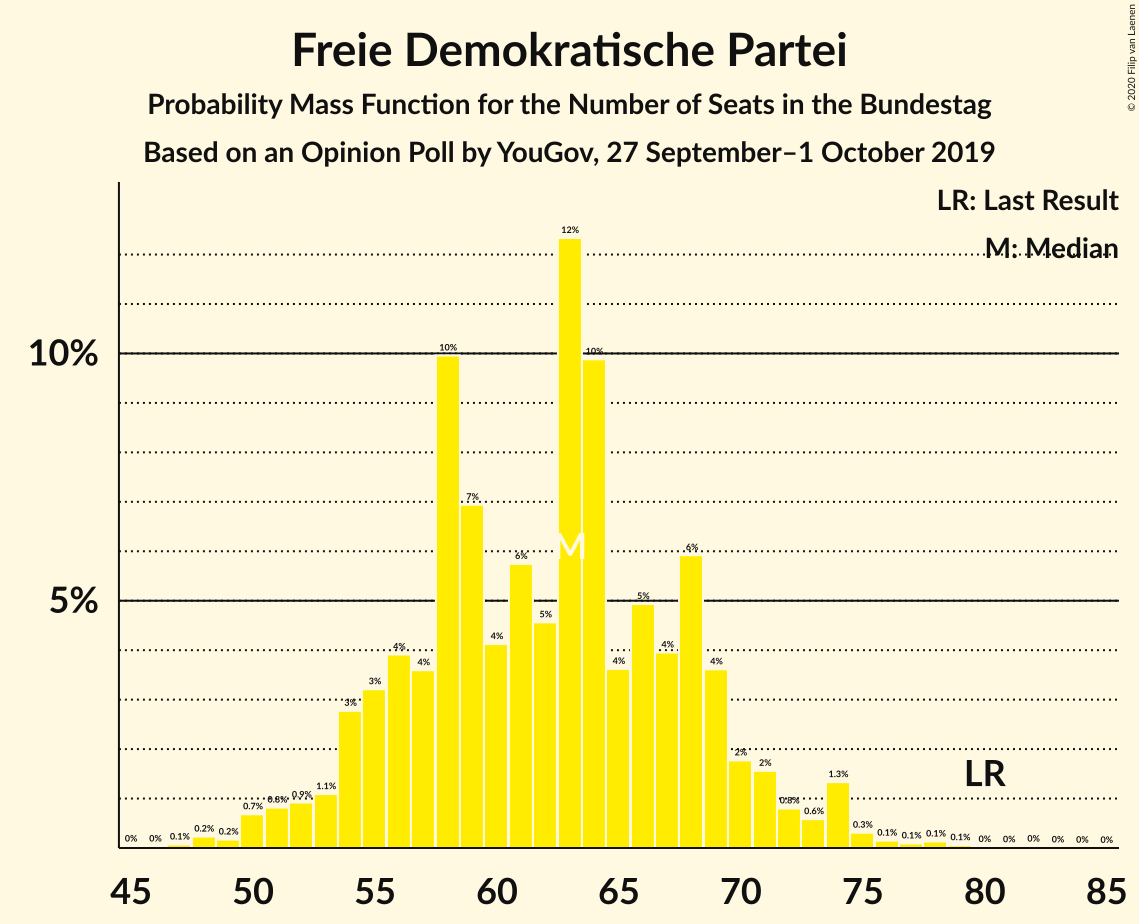 © 2020 Filip van Laenen
Freie Demokratische Partei
Probability Mass Function for the Number of Seats in the Bundestag
Based on an Opinion Poll by YouGov, 27 September–1 October 2019
LR: Last Result
M: Median
10%
5%
0% 0% 0.1% 0.2% 0.2% 0.7% 0.8% 0.9% 1.1% 3% 3% 4% 4% 10% 7% 4% 6% 5% 12% 10% 4% 5% 4% 6% 4% 2% 2% 0.8% 0.6% 1.3% 0.3% 0.1% 0.1% 0.1% 0.1% 0% 0% 0% 0% 0% 0%
M
LR
45 50 55 60 65 70 75 80 85